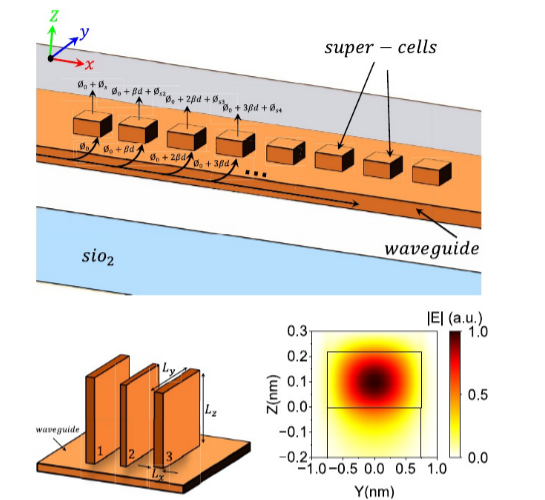 Z
y
x
super − cells
Ø₀ + Øₛ
Ø₀ + βd + Øₛ₂
Ø₀ + 2βd + Øₛ₃
Ø₀ + 3βd + Øₛ₄
Ø₀
Ø₀ + βd
Ø₀ + 2βd
Ø₀ + 3βd
...
waveguide
sio₂
|E| (a.u.)
L_y
L_z
waveguide
1
2
3
L_x
0.3
0.2
0.1
0.0
−0.1
−0.2
Z(nm)
−1.0 −0.5 0.0 0.5 1.0
Y(nm)
1.0
0.5
0.0